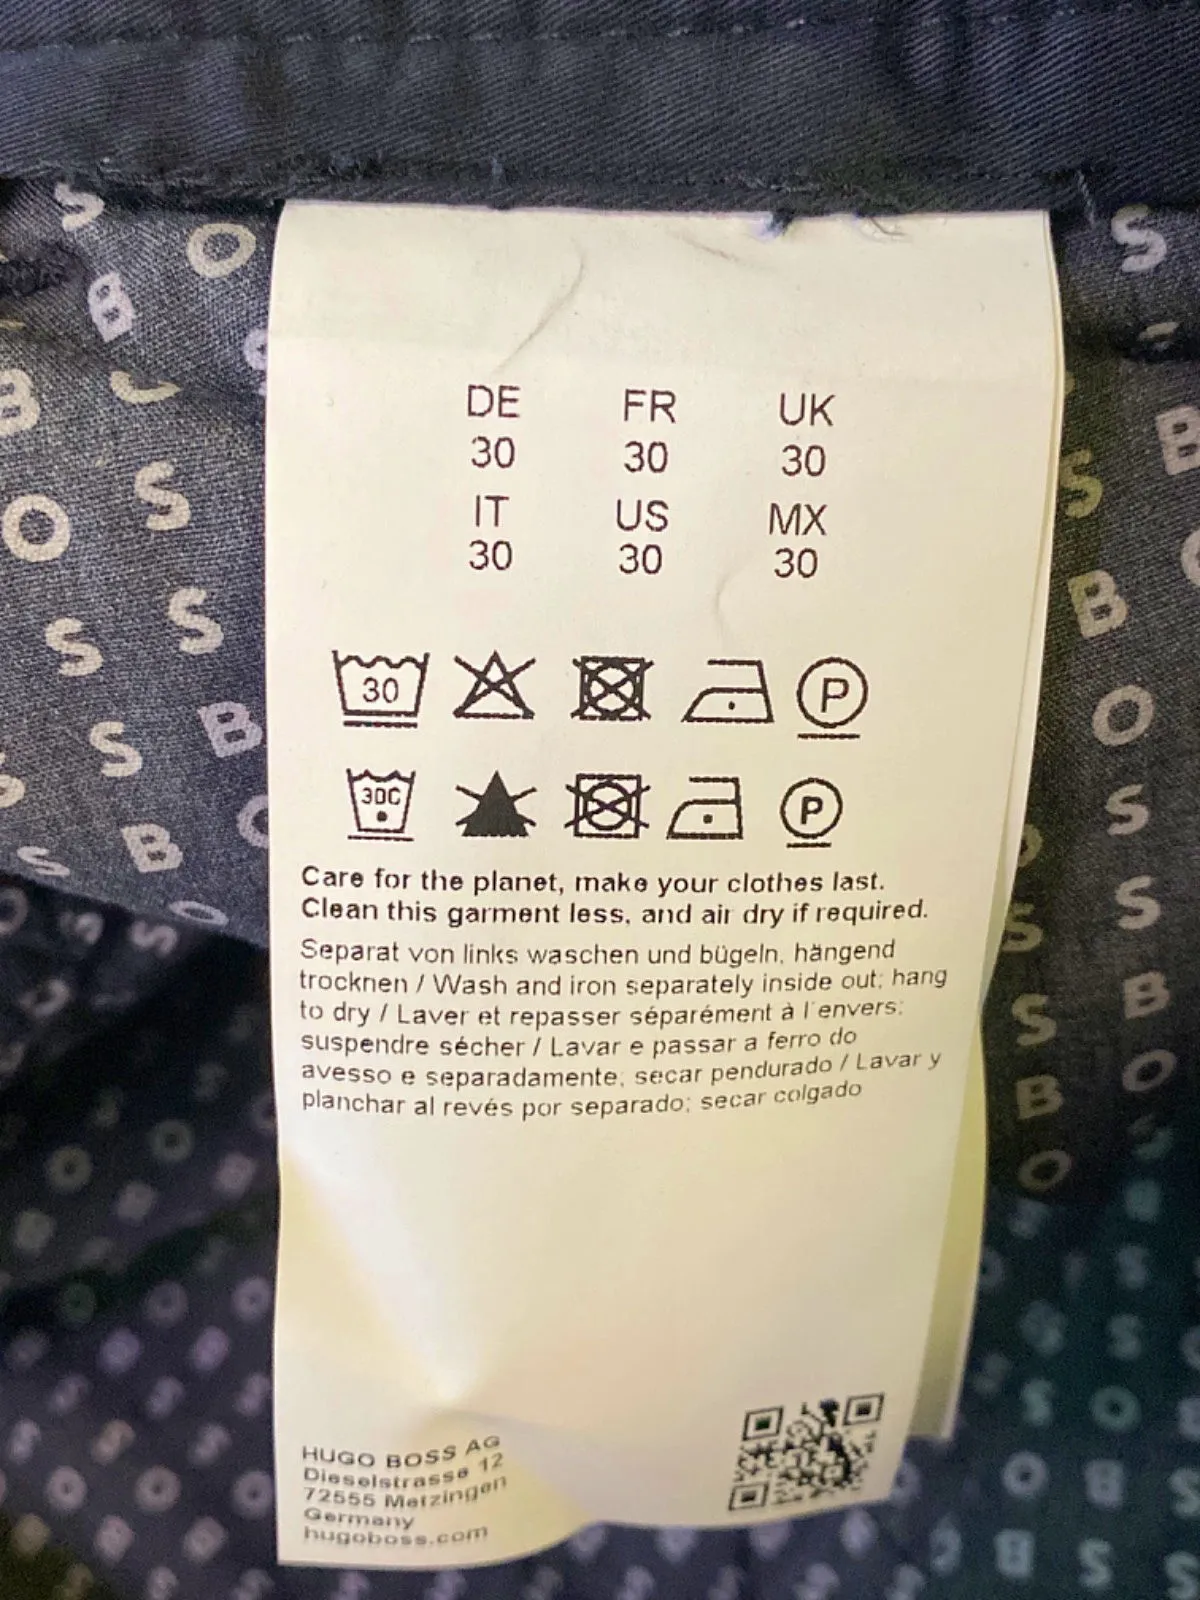 DE FR UK
30 30 30
IT US MX
30 30 30
30 P
30C P
Care for the planet, make your clothes last.
Clean this garment less, and air dry if required.
Separat von links waschen und bügeln, hängend
trocknen / Wash and iron separately inside out; hang
to dry / Laver et repasser séparément à l'envers;
suspendre sécher / Lavar e passar a ferro do
avesso e separadamente; secar pendurado / Lavar y
planchar al revés por separado; secar colgado
HUGO BOSS AG
Dieselstrasse 12
72555 Metzingen
Germany
hugoboss.com